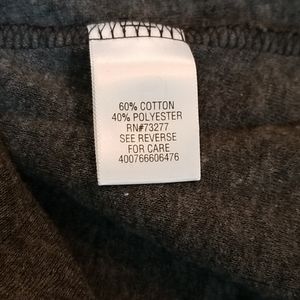 60% COTTON
40% POLYESTER
RN#73277
SEE REVERSE
FOR CARE
400766606476